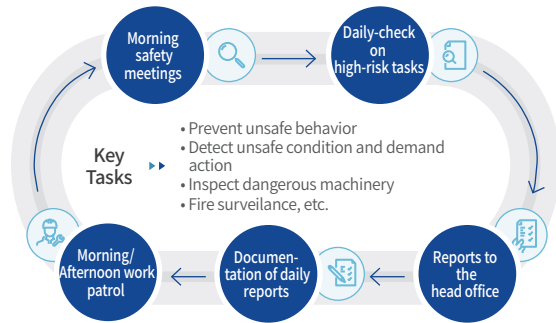 Morning
safety
meetings
Daily-check
on
high-risk tasks
Key
Tasks
• Prevent unsafe behavior
• Detect unsafe condition and demand
action
• Inspect dangerous machinery
• Fire surveilance, etc.
Morning/
Afternoon work
patrol
Documen-
tation of daily
reports
Reports to
the
head office